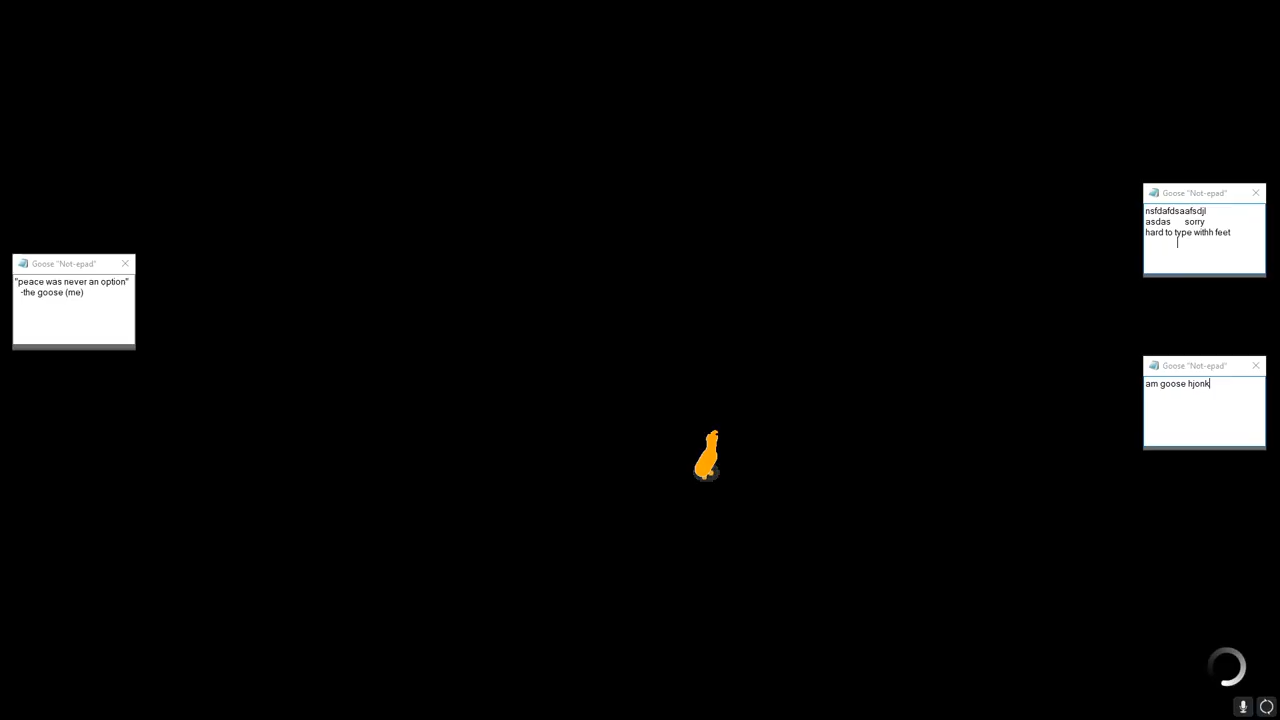 Goose "Not-epad"
nsfdafdsaafsdjl
asdas sorry
hard to type withh feet
Goose "Not-epad"
"peace was never an option"
-the goose (me)
Goose "Not-epad"
am goose hjonk